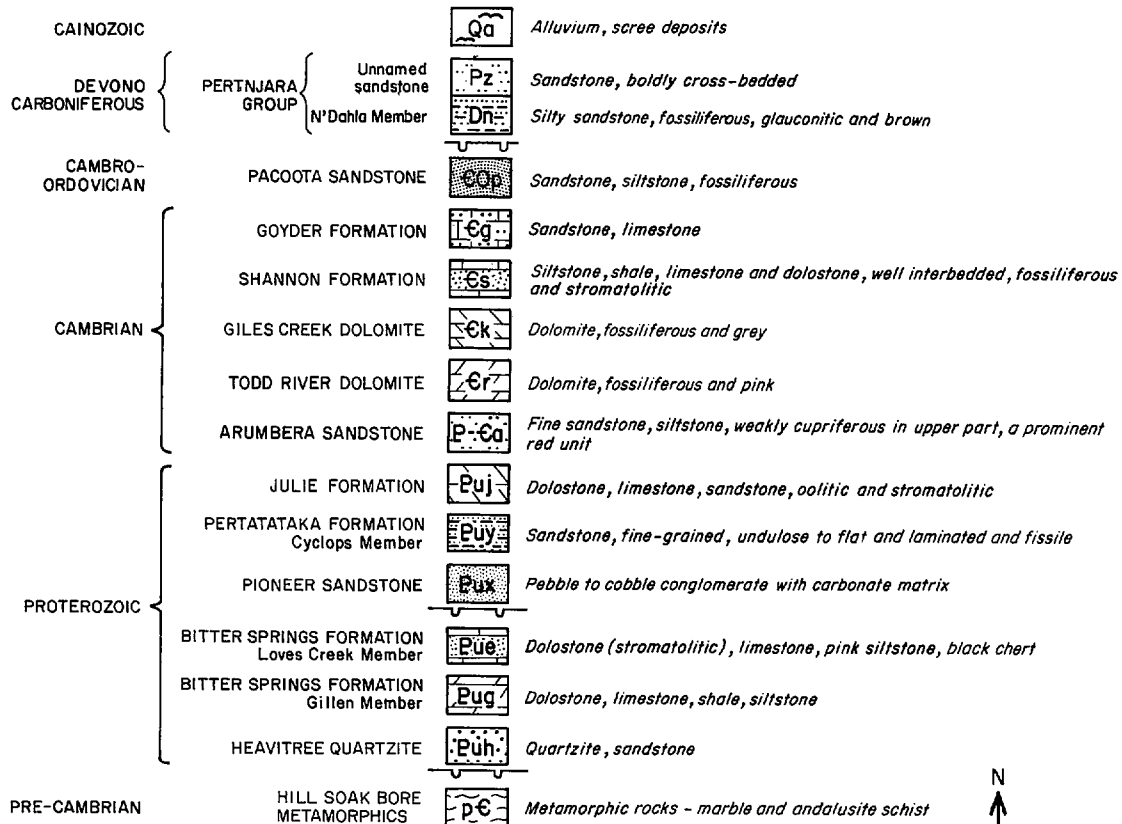 CAINOZOIC Qa Alluvium, scree deposits
DEVONO CARBONIFEROUS
PERTNJARA GROUP
Unnamed sandstone Pz Sandstone, boldly cross-bedded
N'Dahla Member Dn Silty sandstone, fossiliferous, glauconitic and brown
CAMBRO-
ORDOVICIAN
PACOOTA SANDSTONE ЄOp Sandstone, siltstone, fossiliferous
GOYDER FORMATION Єg Sandstone, limestone
SHANNON FORMATION Єs Siltstone, shale, limestone and dolostone, well interbedded, fossiliferous
and stromatolitic
CAMBRIAN GILES CREEK DOLOMITE Єk Dolomite, fossiliferous and grey
TODD RIVER DOLOMITE Єr Dolomite, fossiliferous and pink
ARUMBERA SANDSTONE P-Єa Fine sandstone, siltstone, weakly cupriferous in upper part, a prominent
red unit
JULIE FORMATION Puj Dolostone, limestone, sandstone, oolitic and stromatolitic
PERTATATAKA FORMATION
Cyclops Member Puy Sandstone, fine-grained, undulose to flat and laminated and fissile
PIONEER SANDSTONE Pux Pebble to cobble conglomerate with carbonate matrix
PROTEROZOIC
BITTER SPRINGS FORMATION
Loves Creek Member Pue Dolostone (stromatolitic), limestone, pink siltstone, black chert
BITTER SPRINGS FORMATION
Gillen Member Pug Dolostone, limestone, shale, siltstone
HEAVITREE QUARTZITE Puh Quartzite, sandstone
N
PRE-CAMBRIAN HILL SOAK BORE
METAMORPHICS pЄ Metamorphic rocks - marble and andalusite schist